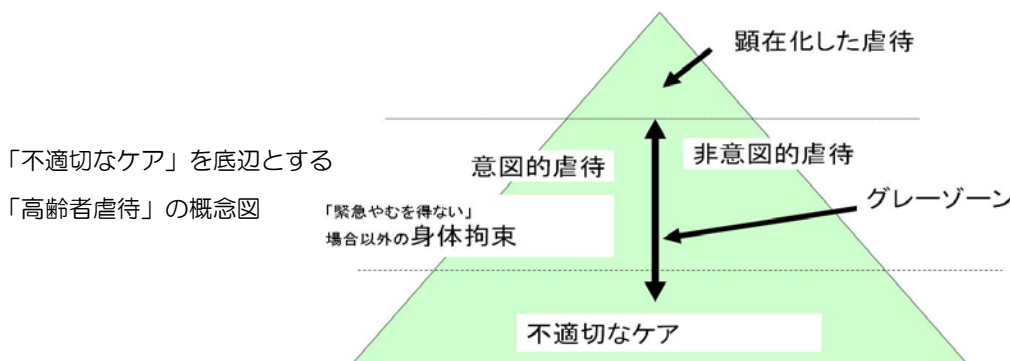 「不適切なケア」を底辺とする
「高齢者虐待」の概念図
顕在化した虐待
意図的虐待
非意図的虐待
「緊急やむを得ない」
場合以外の身体拘束
グレーゾーン
不適切なケア